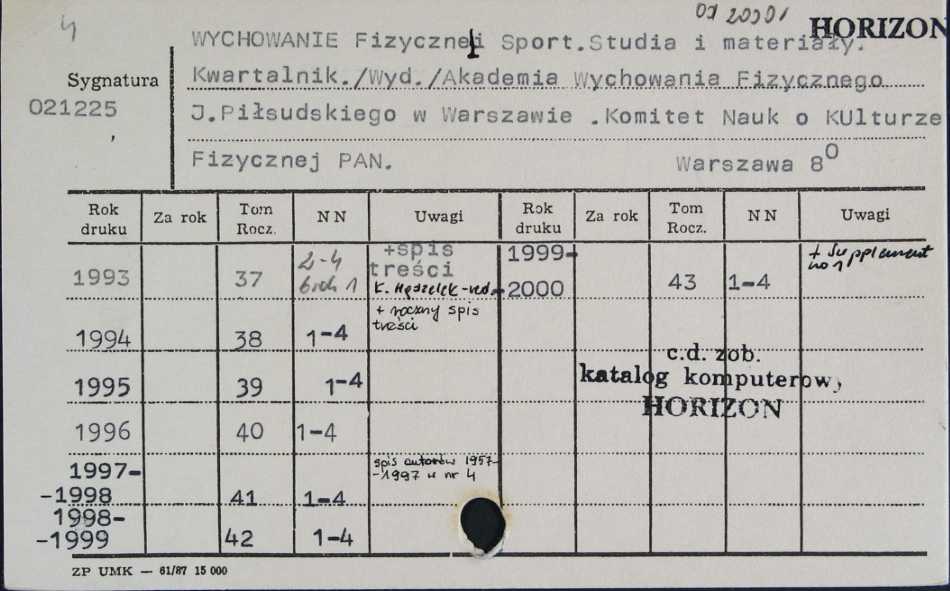 4
od 2000r HORIZON
WYCHOWANIE Fizyczne i Sport.Studia i materiały.
Sygnatura
021225
Kwartalnik./Wyd./Akademia Wychowania Fizycznego
J.Piłsudskiego w Warszawie .Komitet Nauk o KUlturze
Fizycznej PAN. Warszawa 8⁰
Rok druku Za rok Tom Rocz. NN Uwagi Rok druku Za rok Tom Rocz. NN Uwagi
1993 37 2-4 brak 1 +spis treści 1999-
-2000 43 1-4 + Supplement no 1
+ roczny spis treści
1994 38 1-4
c.d. zob.
katalog komputerowy
HORIZON
1995 39 1-4
1996 40 1-4
spis autorów 1957-
-1997 w nr 4
1997-
-1998 41 1-4
1998-
-1999 42 1-4
ZP UMK — 61/87 15 000